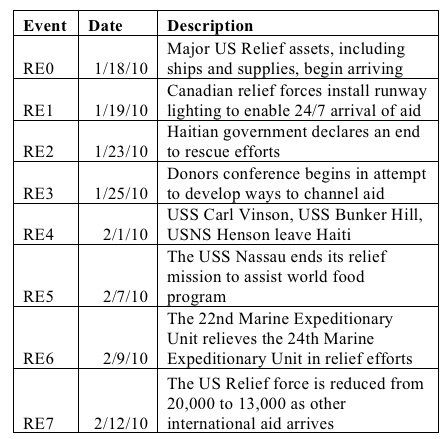 Event Date Description
Major US Relief assets, including
RE0 1/18/10 ships and supplies, begin arriving
Canadian relief forces install runway
RE1 1/19/10 lighting to enable 24/7 arrival of aid
Haitian government declares an end
RE2 1/23/10 to rescue efforts
Donors conference begins in attempt
RE3 1/25/10 to develop ways to channel aid
USS Carl Vinson, USS Bunker Hill,
RE4 2/1/10 USNS Henson leave Haiti
The USS Nassau ends its relief
mission to assist world food
RE5 2/7/10 program
The 22nd Marine Expeditionary
Unit relieves the 24th Marine
RE6 2/9/10 Expeditionary Unit in relief efforts
The US Relief force is reduced from
20,000 to 13,000 as other
RE7 2/12/10 international aid arrives